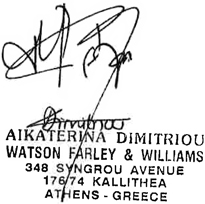 AIKATERINA DIMITRIOU
WATSON FARLEY & WILLIAMS
348 SYNGROU AVENUE
176 74 KALLITHEA
ATHENS - GREECE